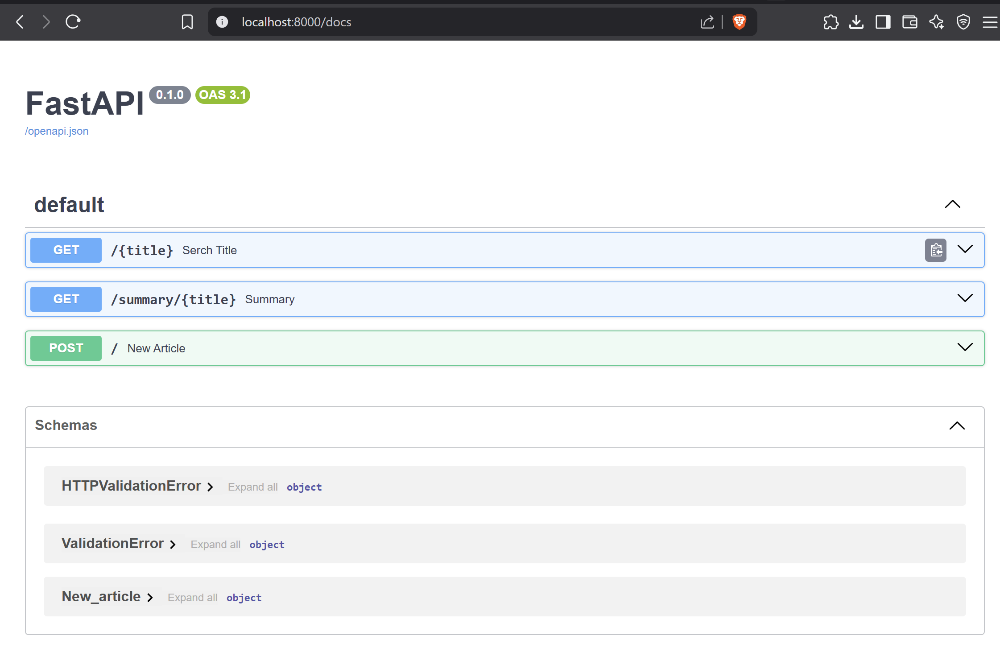 localhost:8000/docs
FastAPI 0.1.0 OAS 3.1
/openapi.json
default
GET /{title} Serch Title
GET /summary/{title} Summary
POST / New Article
Schemas
HTTPValidationError Expand all object
ValidationError Expand all object
New_article Expand all object